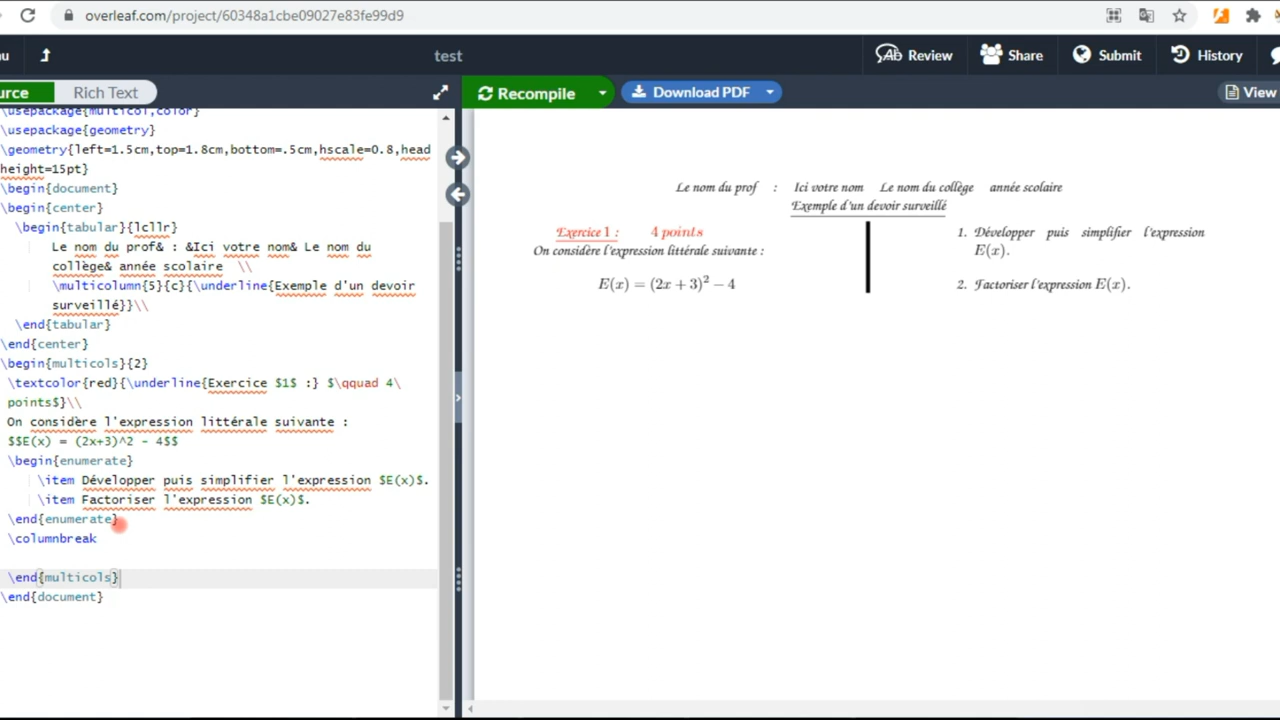 overleaf.com/project/60348a1cbe09027e83fe99d9
test
Review
Share
Submit
History
Rich Text
Recompile
Download PDF
View
\usepackage{multicol,color}
\usepackage{geometry}
\geometry{left=1.5cm,top=1.8cm,bottom=.5cm,hscale=0.8,head
height=15pt}
\begin{document}
\begin{center}
\begin{tabular}{lcllr}
Le nom du prof& : &Ici votre nom& Le nom du
collège& année scolaire \\
\multicolumn{5}{c}{\underline{Exemple d'un devoir
surveillé}}\\
\end{tabular}
\end{center}
\begin{multicols}{2}
\textcolor{red}{\underline{Exercice $1$ :} $\qquad 4\
points$}\\
On considère l'expression littérale suivante :
$$E(x) = (2x+3)^2 - 4$$
\begin{enumerate}
\item Développer puis simplifier l'expression $E(x)$.
\item Factoriser l'expression $E(x)$.
\end{enumerate}
\columnbreak
\end{multicols}
\end{document}
Le nom du prof : Ici votre nom Le nom du collège année scolaire
Exemple d'un devoir surveillé
Exercice 1 : 4 points
On considère l'expression littérale suivante :
E(x) = (2x + 3)² − 4
1. Développer puis simplifier l'expression
E(x).
2. Factoriser l'expression E(x).